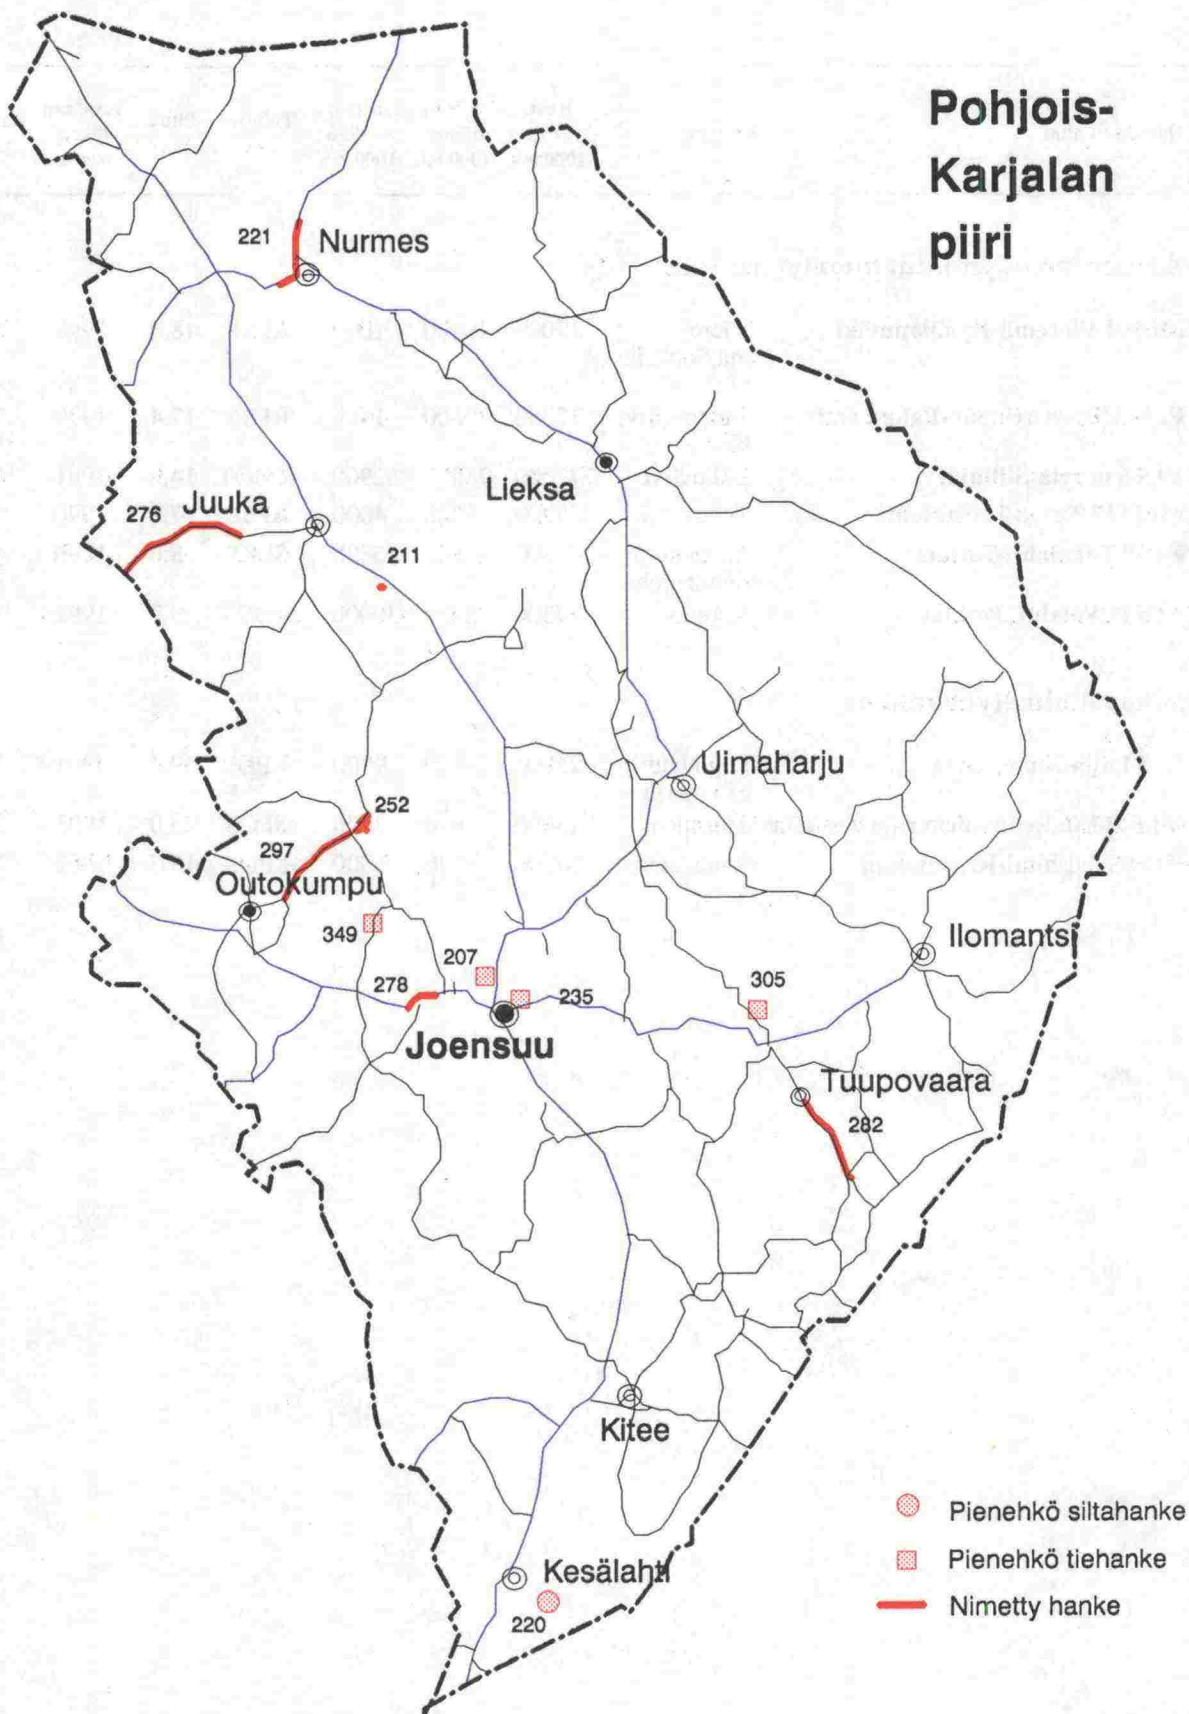 Pohjois-
Karjalan
piiri
221
Nurmes
Lieksa
276
Juuka
211
Uimaharju
252
297
Outokumpu
349
207
278
235
305
Ilomantsi
Joensuu
Tuupovaara
282
Kitee
Kesälahti
220
Pienehkö siltahanke
Pienehkö tiehanke
Nimetty hanke